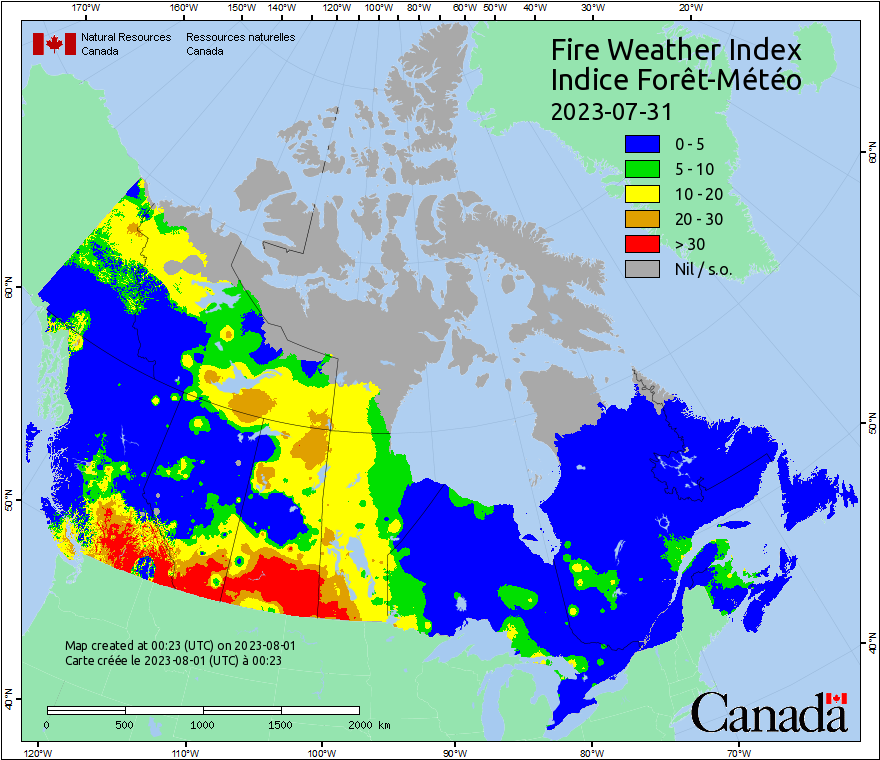 170°W 160°W 150°W 140°W 130°W 120°W 110°W 100°W 90°W 80°W 70°W 60°W 50°W 40°W 30°W 20°W
Natural Resources Ressources naturelles
Canada Canada
Fire Weather Index
Indice Forêt-Météo
2023-07-31
0 - 5
5 - 10
10 - 20
20 - 30
> 30
Nil / s.o.
60°N
60°N
50°N
50°N
40°N
40°N
Map created at 00:23 (UTC) on 2023-08-01
Carte créée le 2023-08-01 (UTC) à 00:23
0 500 1000 1500 2000 km
Canada
120°W 110°W 100°W 90°W 80°W 70°W